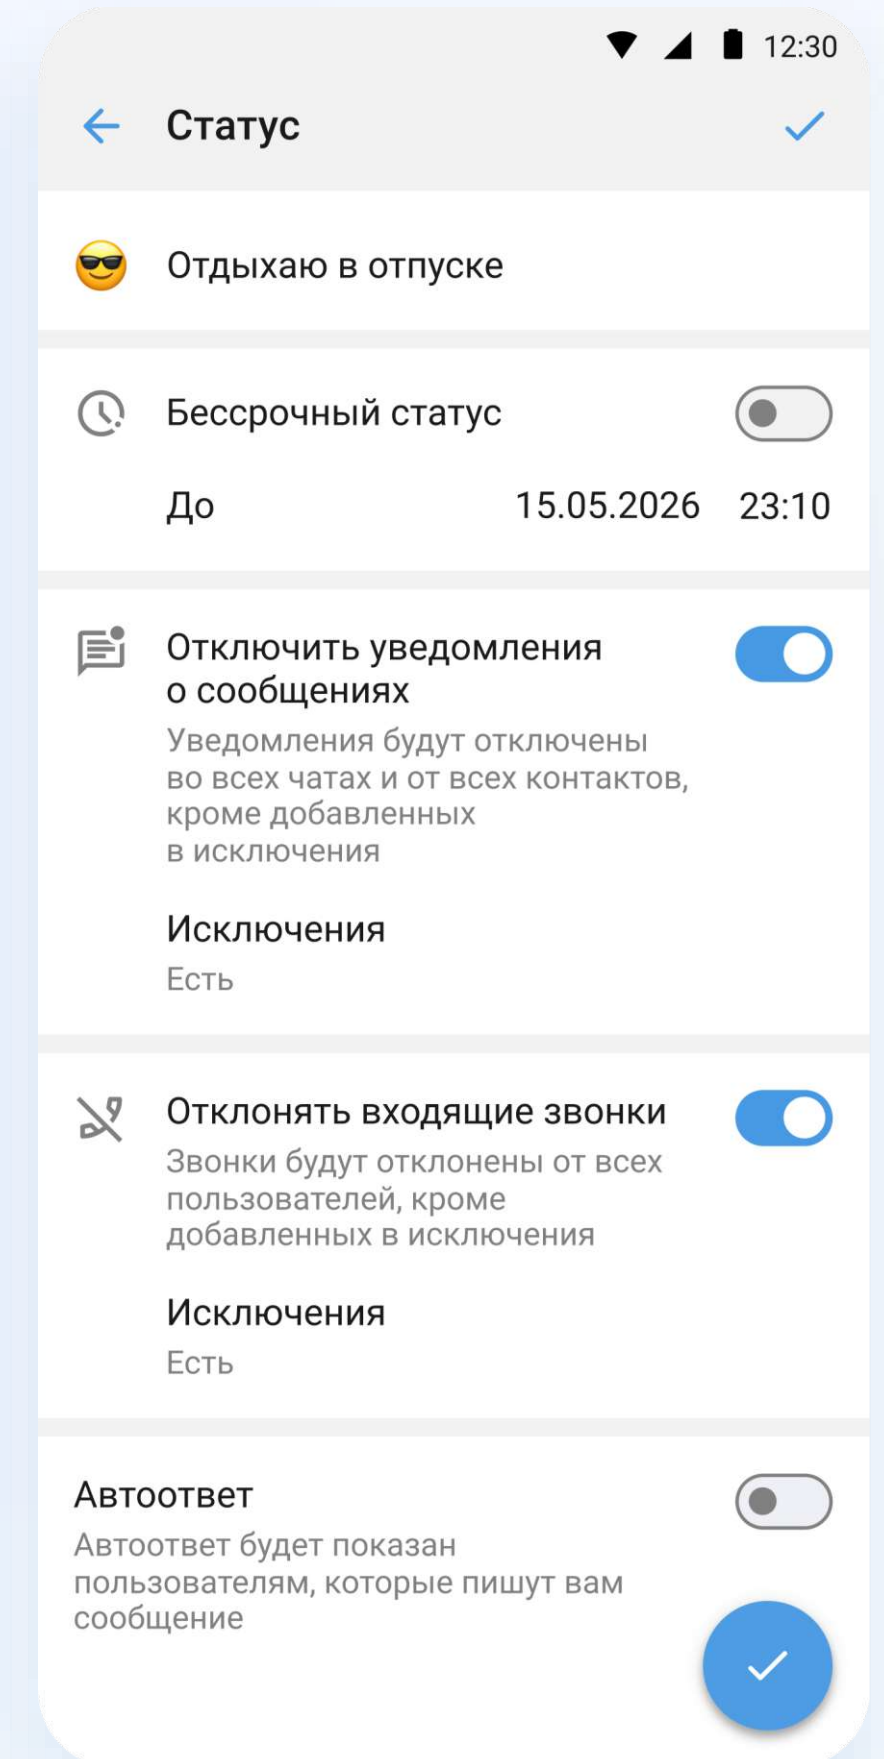 12:30
Статус
Отдыхаю в отпуске
Бессрочный статус
До 15.05.2026 23:10
Отключить уведомления
о сообщениях
Уведомления будут отключены
во всех чатах и от всех контактов,
кроме добавленных
в исключения
Исключения
Есть
Отклонять входящие звонки
Звонки будут отклонены от всех
пользователей, кроме
добавленных в исключения
Исключения
Есть
Автоответ
Автоответ будет показан
пользователям, которые пишут вам
сообщение